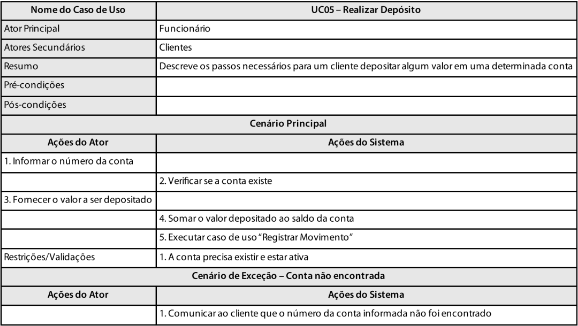 Nome do Caso de Uso UC05 – Realizar Depósito
Ator Principal Funcionário
Atores Secundários Clientes
Resumo Descreve os passos necessários para um cliente depositar algum valor em uma determinada conta
Pré-condições
Pós-condições
Cenário Principal
Ações do Ator Ações do Sistema
1. Informar o número da conta
2. Verificar se a conta existe
3. Fornecer o valor a ser depositado
4. Somar o valor depositado ao saldo da conta
5. Executar caso de uso “Registrar Movimento”
Restrições/Validações 1. A conta precisa existir e estar ativa
Cenário de Exceção – Conta não encontrada
Ações do Ator Ações do Sistema
1. Comunicar ao cliente que o número da conta informada não foi encontrado